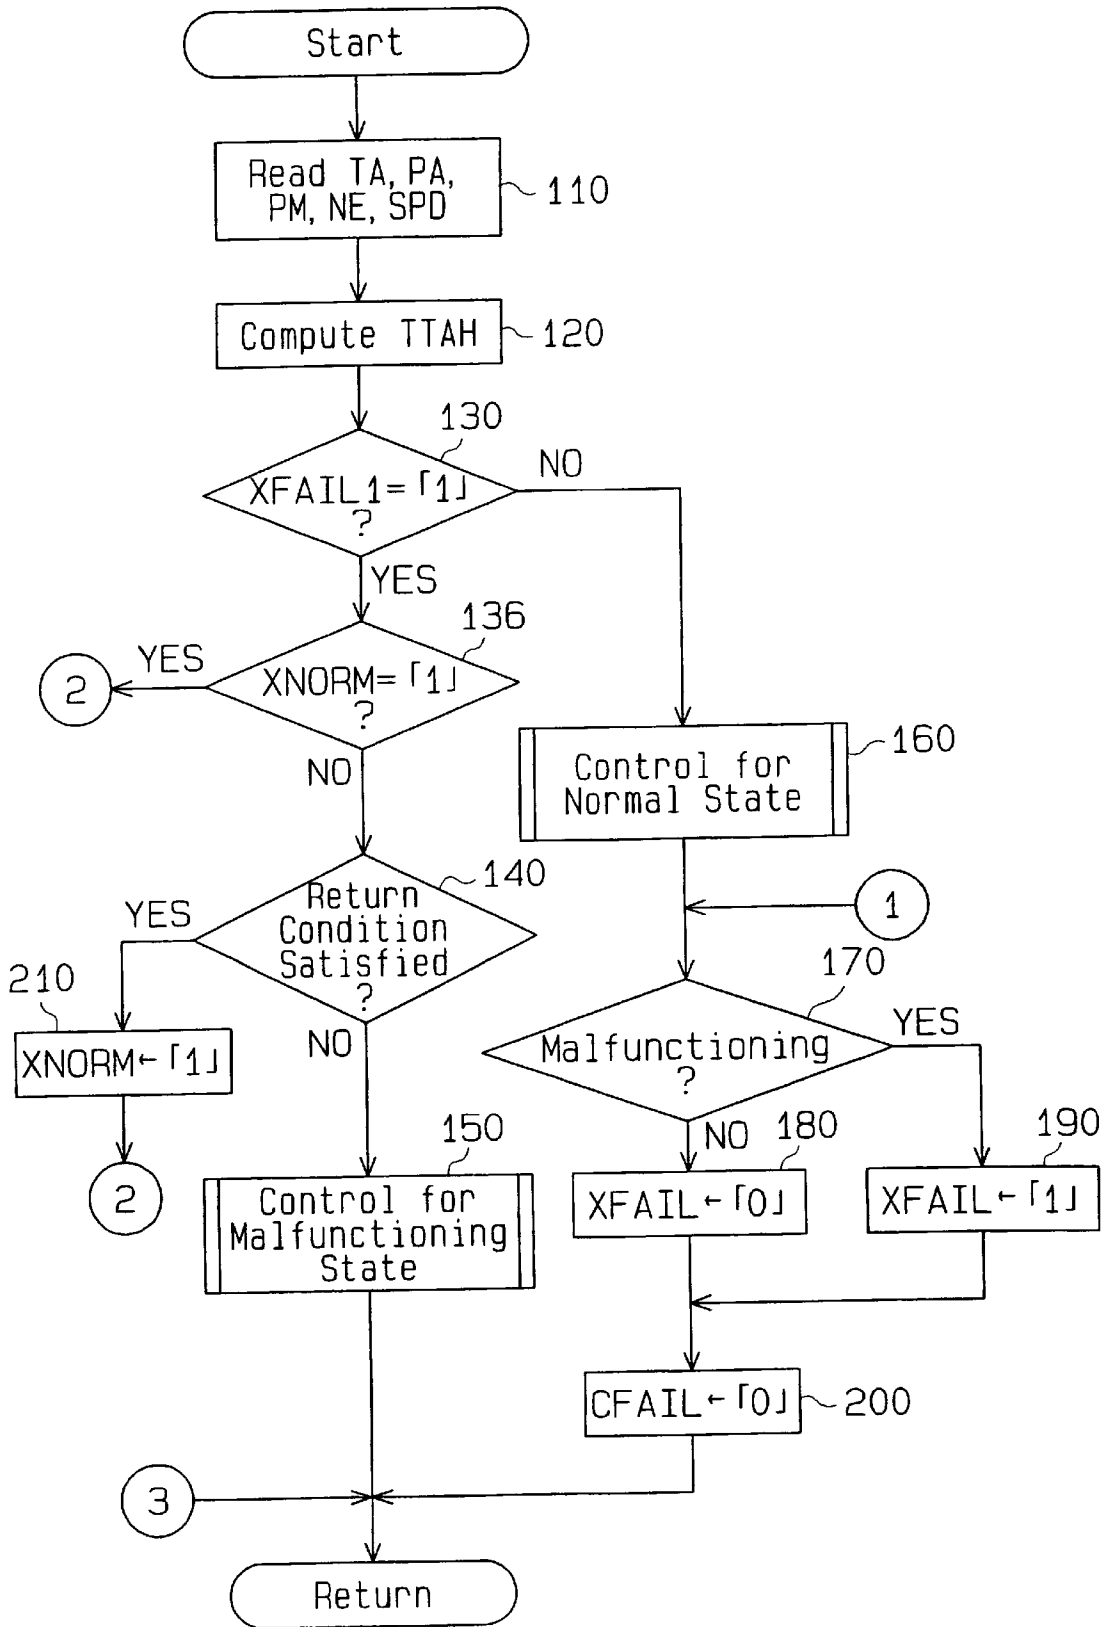 Start
Read TA, PA,
PM, NE, SPD
110
Compute TTAH
120
130
XFAIL1=「1」
?
NO
YES
136
XNORM=「1」
?
YES
2
NO
160
Control for
Normal State
140
Return
Condition
Satisfied
?
YES
1
210
XNORM←「1」
2
NO
170
Malfunctioning
?
YES
NO
150
Control for
Malfunctioning
State
180
XFAIL←「0」
190
XFAIL←「1」
CFAIL←「0」
200
3
Return